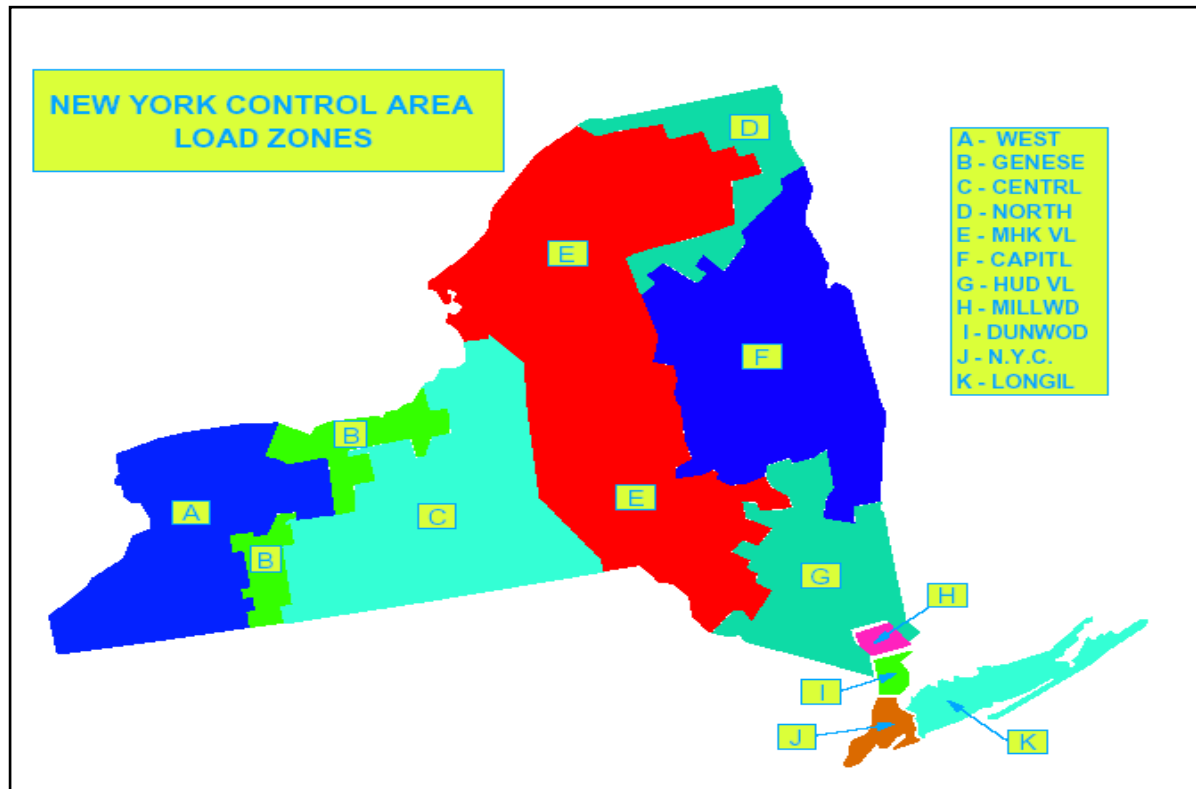 NEW YORK CONTROL AREA
LOAD ZONES
A - WEST
B - GENESE
C - CENTRL
D - NORTH
E - MHK VL
F - CAPITL
G - HUD VL
H - MILLWD
I - DUNWOD
J - N.Y.C.
K - LONGIL
D
E
F
B
A
C
E
B
G
H
I
J
K